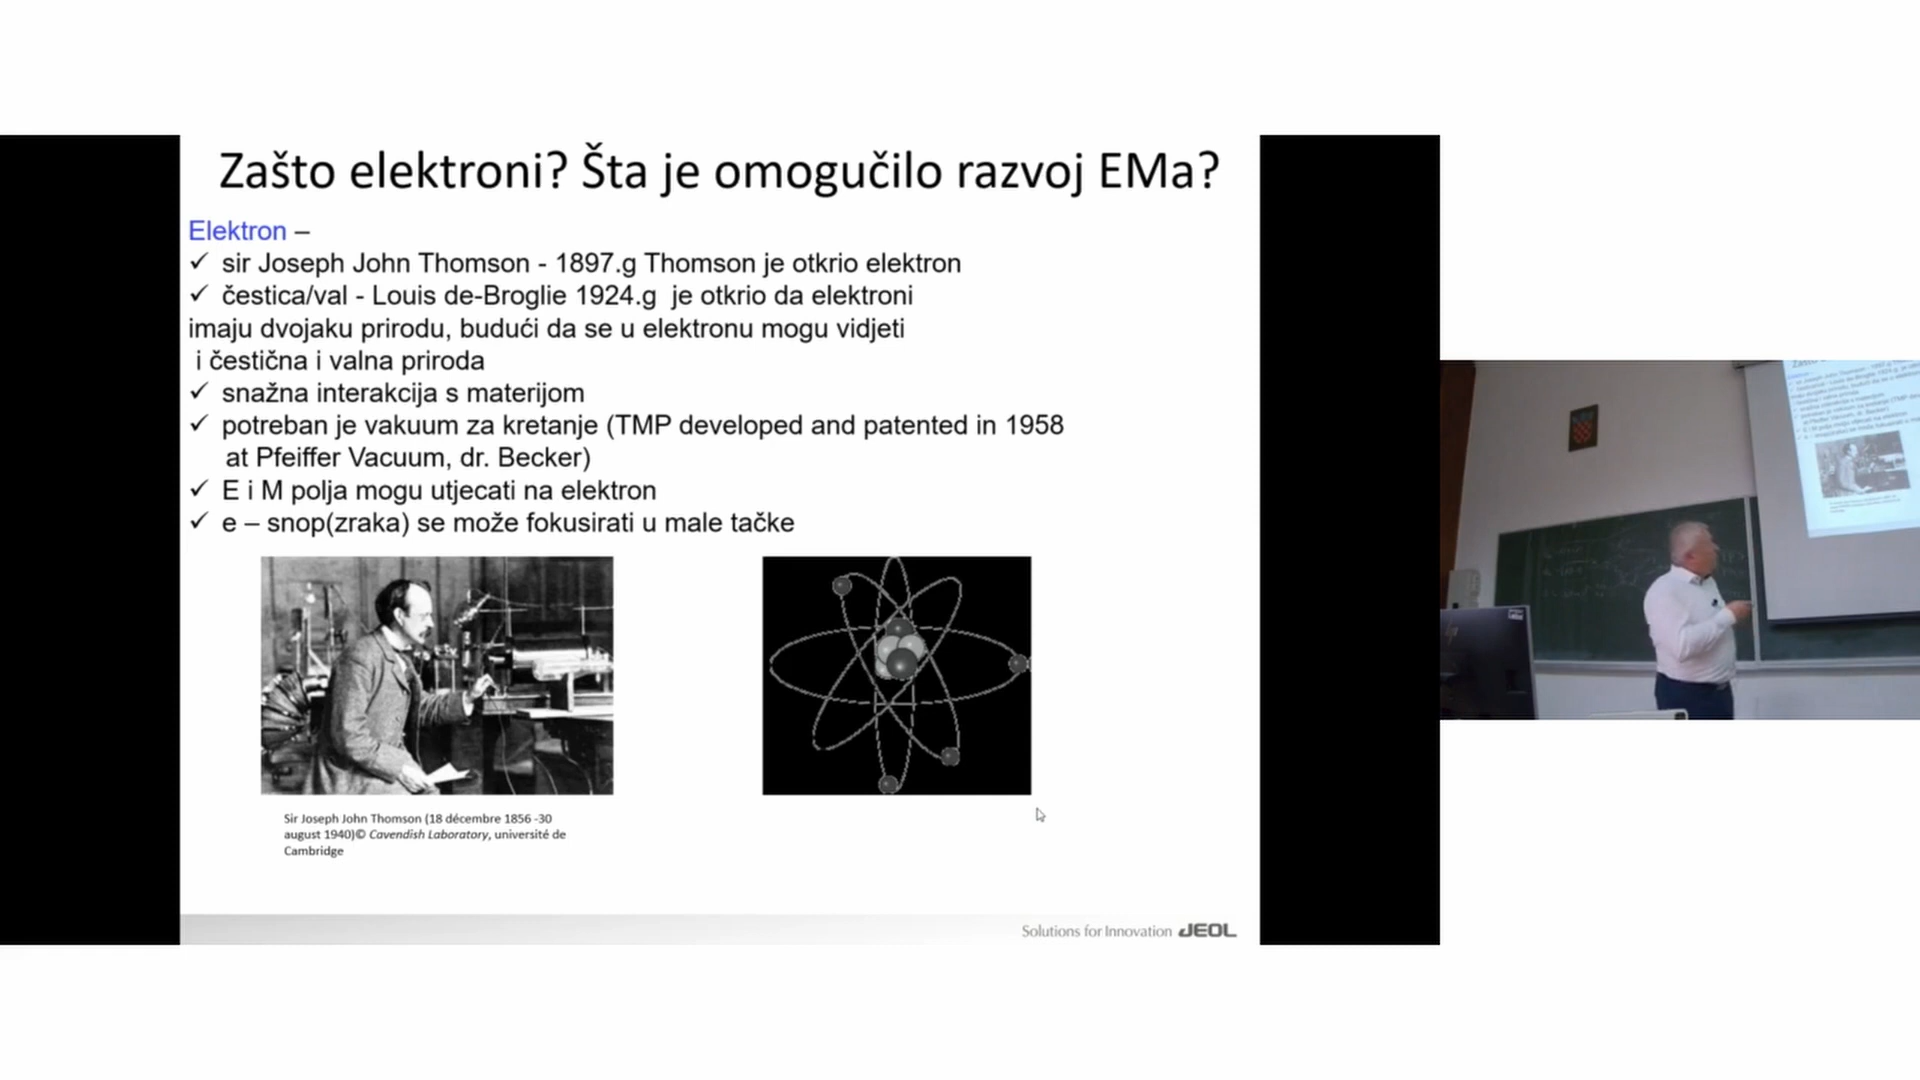 Zašto elektroni? Šta je omogučilo razvoj EMa?
Elektron –
✓ sir Joseph John Thomson - 1897.g Thomson je otkrio elektron
✓ čestica/val - Louis de-Broglie 1924.g je otkrio da elektroni
imaju dvojaku prirodu, budući da se u elektronu mogu vidjeti
i čestična i valna priroda
✓ snažna interakcija s materijom
✓ potreban je vakuum za kretanje (TMP developed and patented in 1958
at Pfeiffer Vacuum, dr. Becker)
✓ E i M polja mogu utjecati na elektron
✓ e – snop(zraka) se može fokusirati u male tačke
Sir Joseph John Thomson (18 décembre 1856 -30
august 1940)© Cavendish Laboratory, université de
Cambridge
Solutions for Innovation JEOL